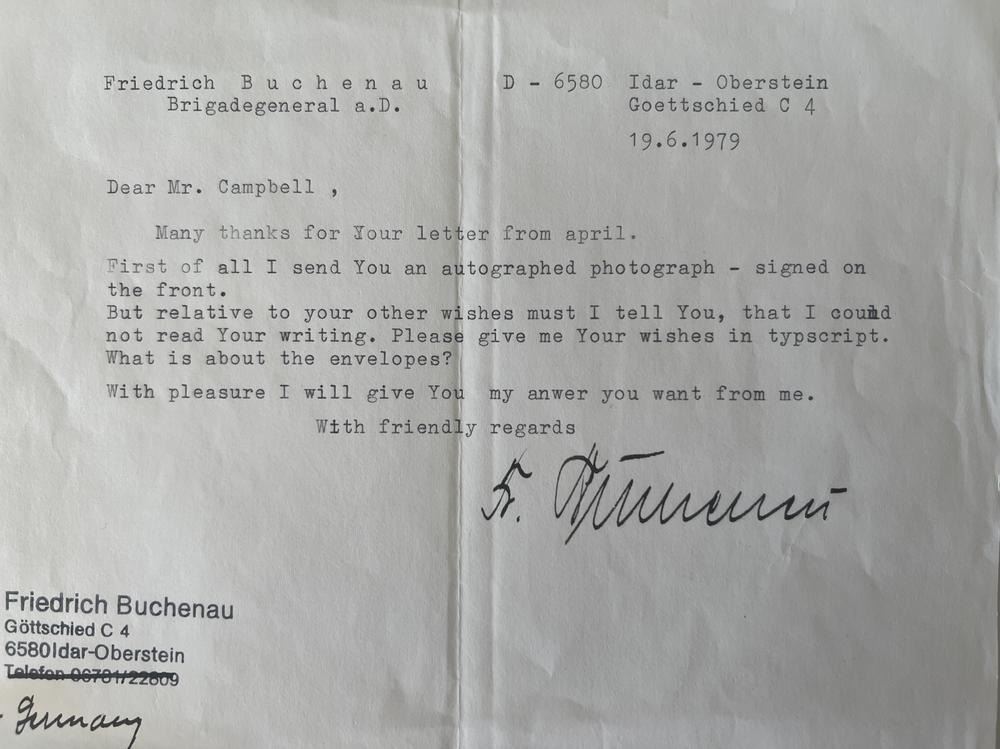 Friedrich B u c h e n a u D - 6580 Idar - Oberstein
Brigadegeneral a.D. Goettschied C 4
19.6.1979
Dear Mr. Campbell ,
Many thanks for Your letter from april.
First of all I send You an autographed photograph - signed on
the front.
But relative to your other wishes must I tell You, that I could
not read Your writing. Please give me Your wishes in typscript.
What is about the envelopes?
With pleasure I will give You my anwer you want from me.
With friendly regards
Fr. Buchenau
Friedrich Buchenau
Göttschied C 4
6580 Idar-Oberstein
Telefon 06781/22809
- Germany